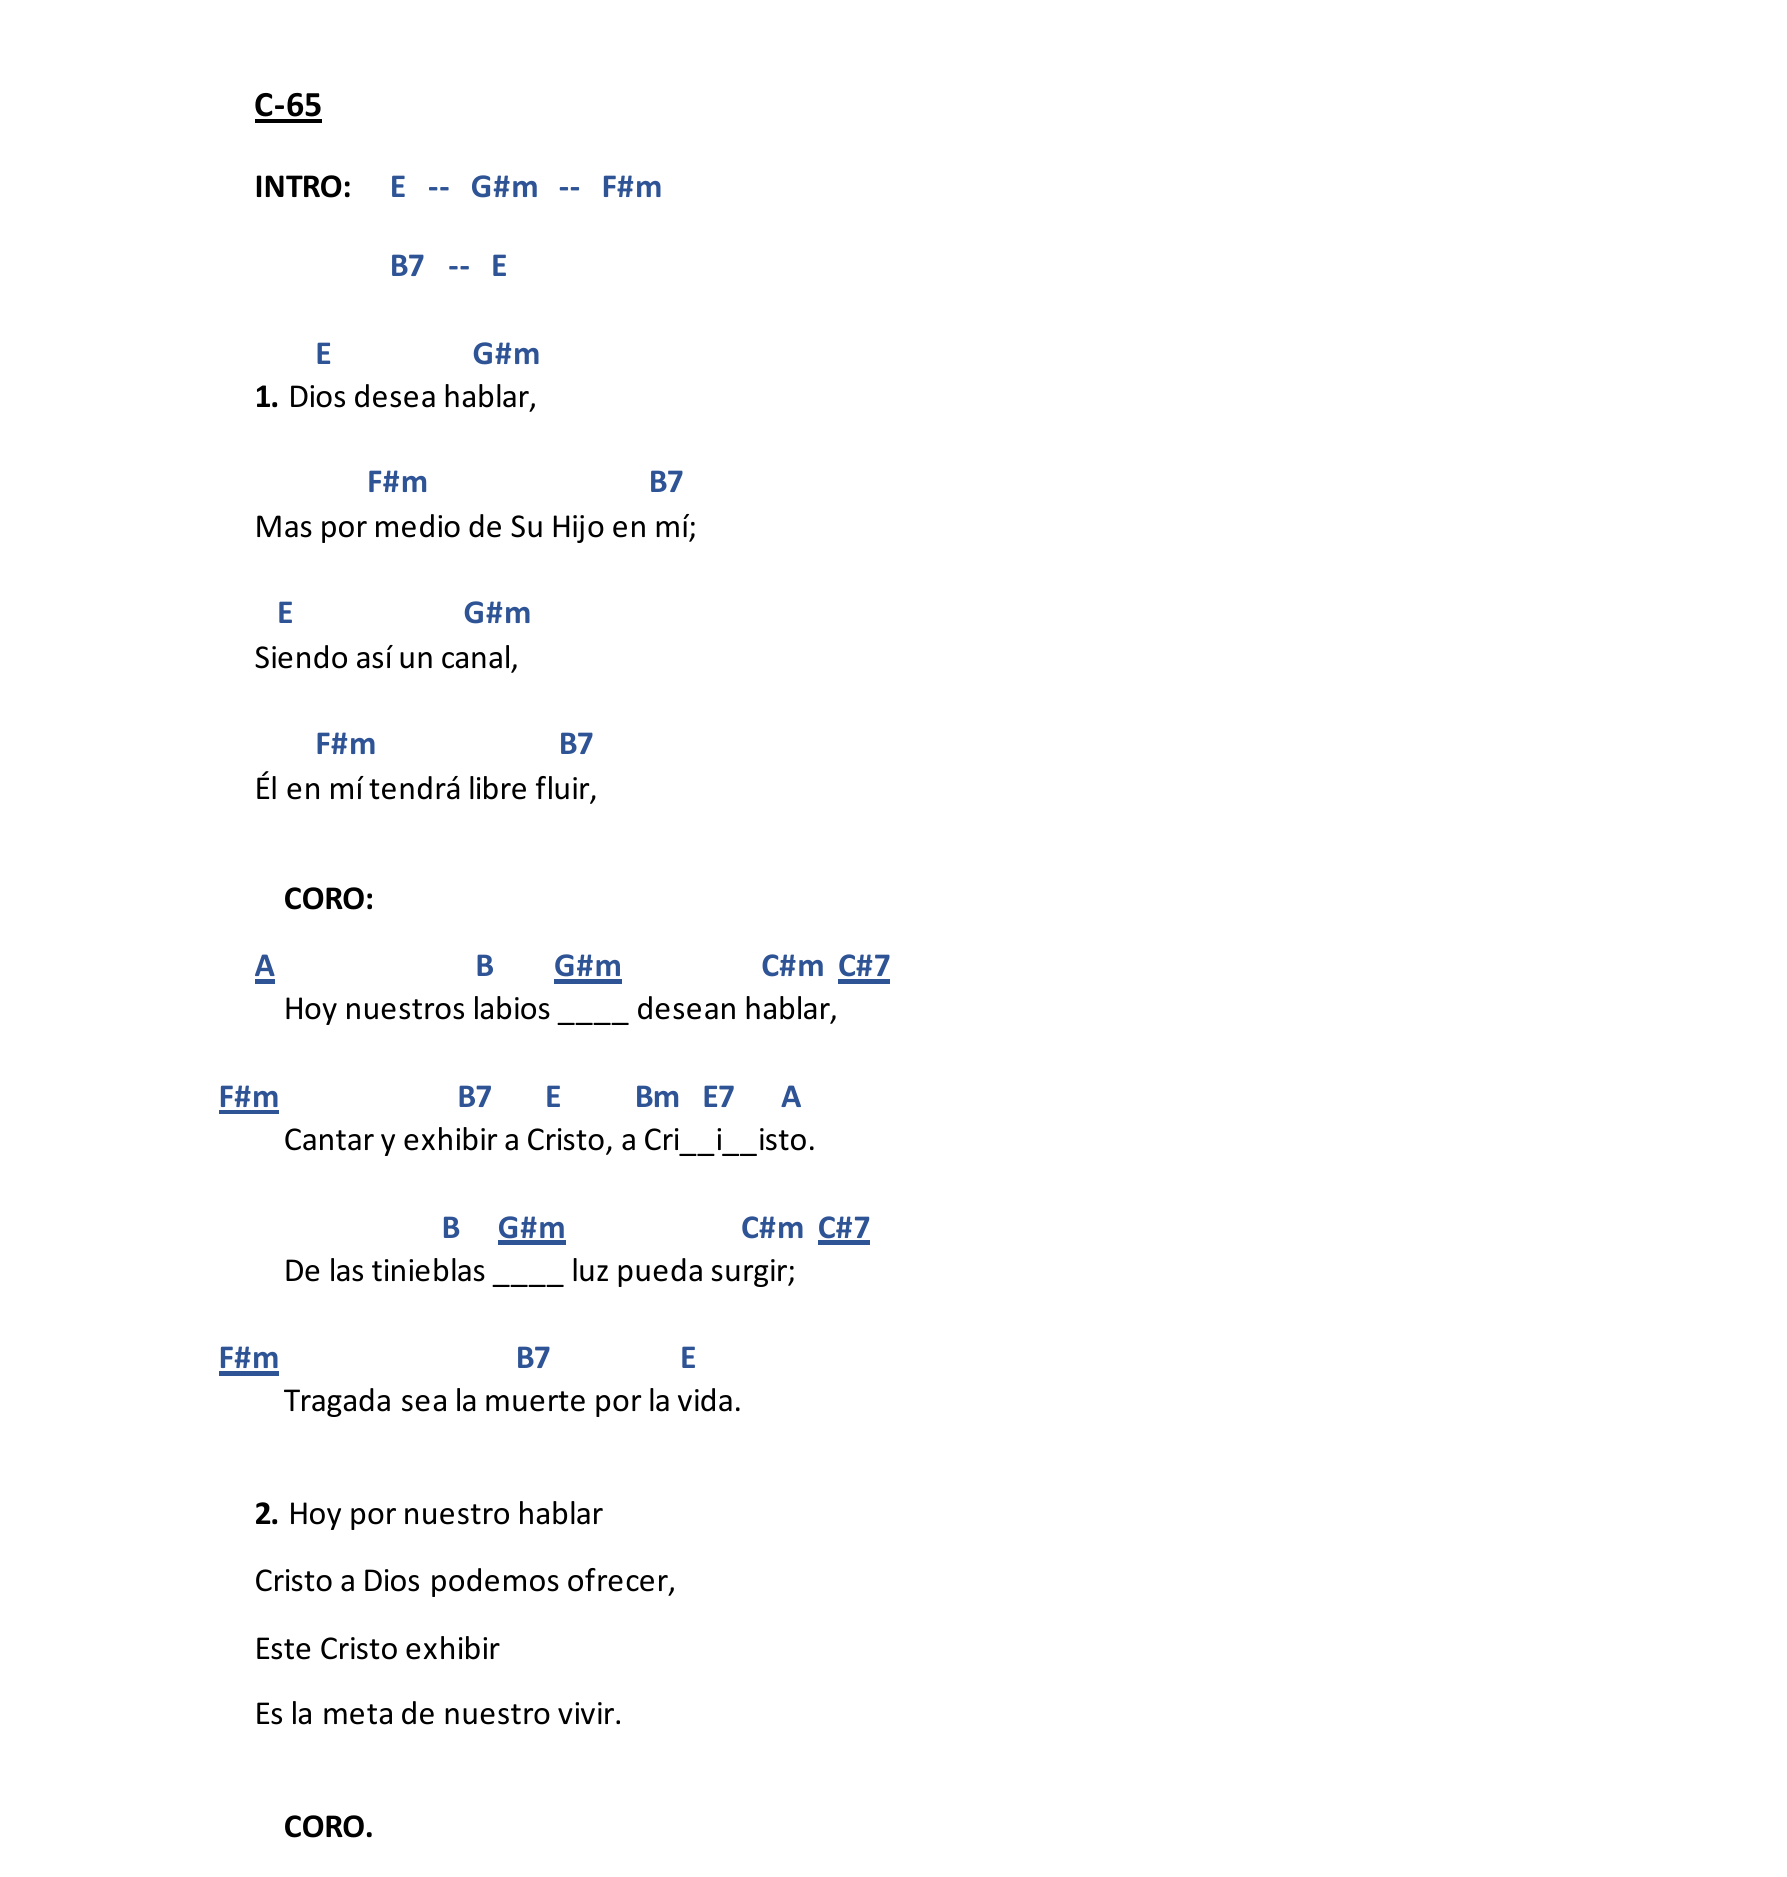 C-65
INTRO: E -- G#m -- F#m
B7 -- E
E G#m
1. Dios desea hablar,
F#m B7
Mas por medio de Su Hijo en mí;
E G#m
Siendo así un canal,
F#m B7
Él en mí tendrá libre fluir,
CORO:
A B G#m C#m C#7
Hoy nuestros labios ____ desean hablar,
F#m B7 E Bm E7 A
Cantar y exhibir a Cristo, a Cri__i__isto.
B G#m C#m C#7
De las tinieblas ____ luz pueda surgir;
F#m B7 E
Tragada sea la muerte por la vida.
2. Hoy por nuestro hablar
Cristo a Dios podemos ofrecer,
Este Cristo exhibir
Es la meta de nuestro vivir.
CORO.